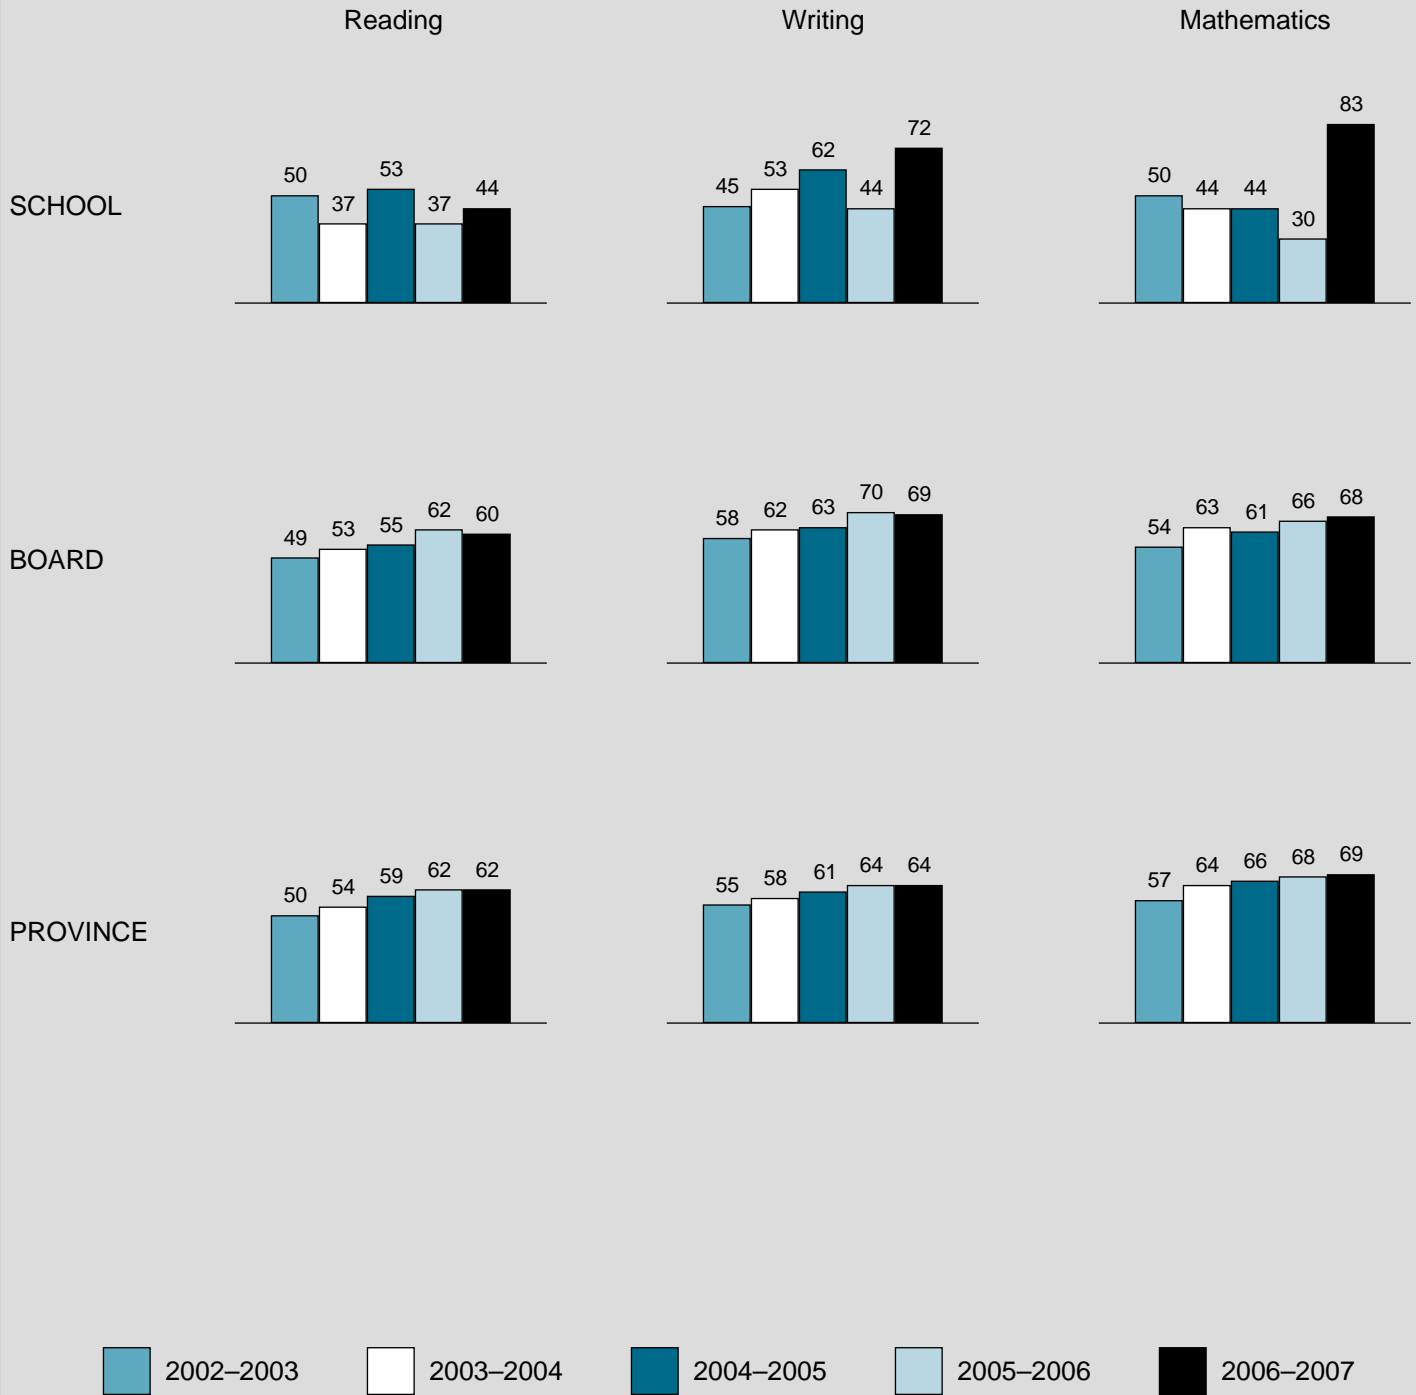 Reading Writing Mathematics
SCHOOL
50 37 53 37 44
45 53 62 44 72
50 44 44 30 83
BOARD
49 53 55 62 60
58 62 63 70 69
54 63 61 66 68
PROVINCE
50 54 59 62 62
55 58 61 64 64
57 64 66 68 69
2002–2003 2003–2004 2004–2005 2005–2006 2006–2007